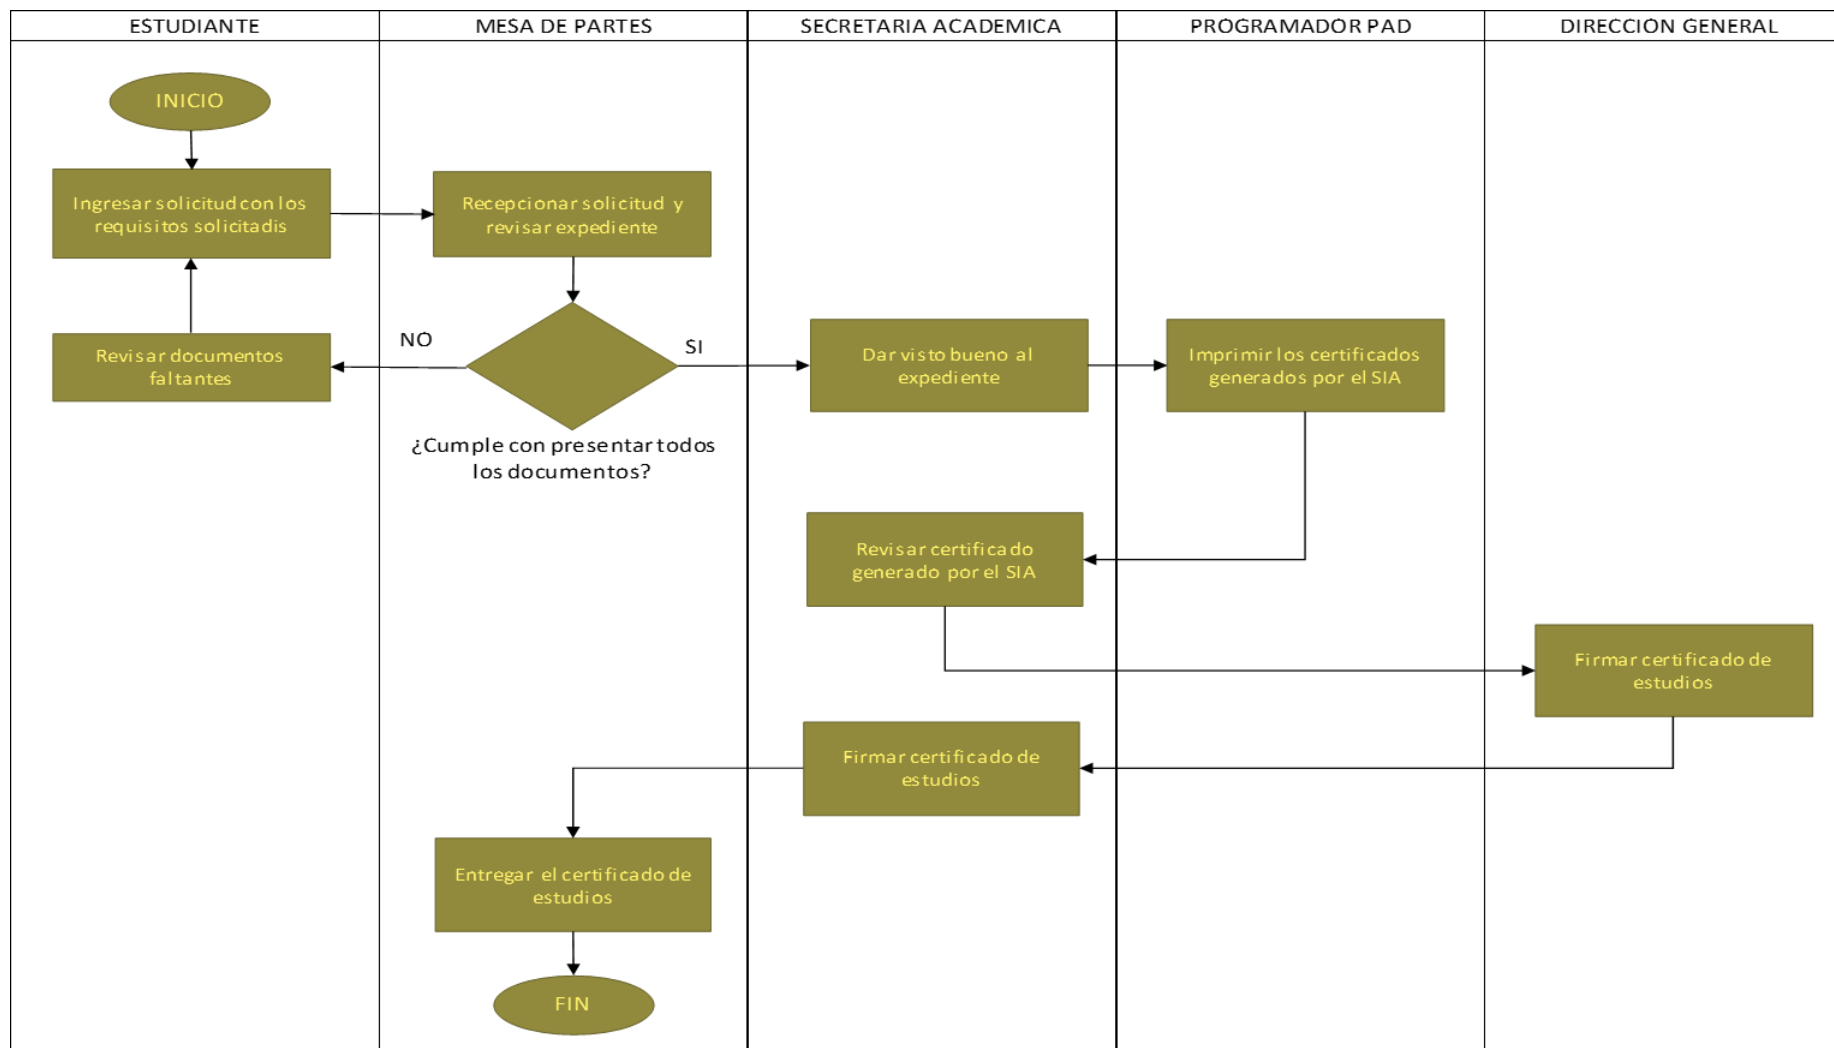 ESTUDIANTE
MESA DE PARTES
SECRETARIA ACADEMICA
PROGRAMADOR PAD
DIRECCION GENERAL
INICIO
Ingresar solicitud con los
requisitos solicitadis
Recepcionar solicitud y
revisar expediente
Revisar documentos
faltantes
NO
SI
¿Cumple con presentar todos
los documentos?
Dar visto bueno al
expediente
Imprimir los certificados
generados por el SIA
Revisar certificado
generado por el SIA
Firmar certificado de
estudios
Firmar certificado de
estudios
Entregar el certificado de
estudios
FIN